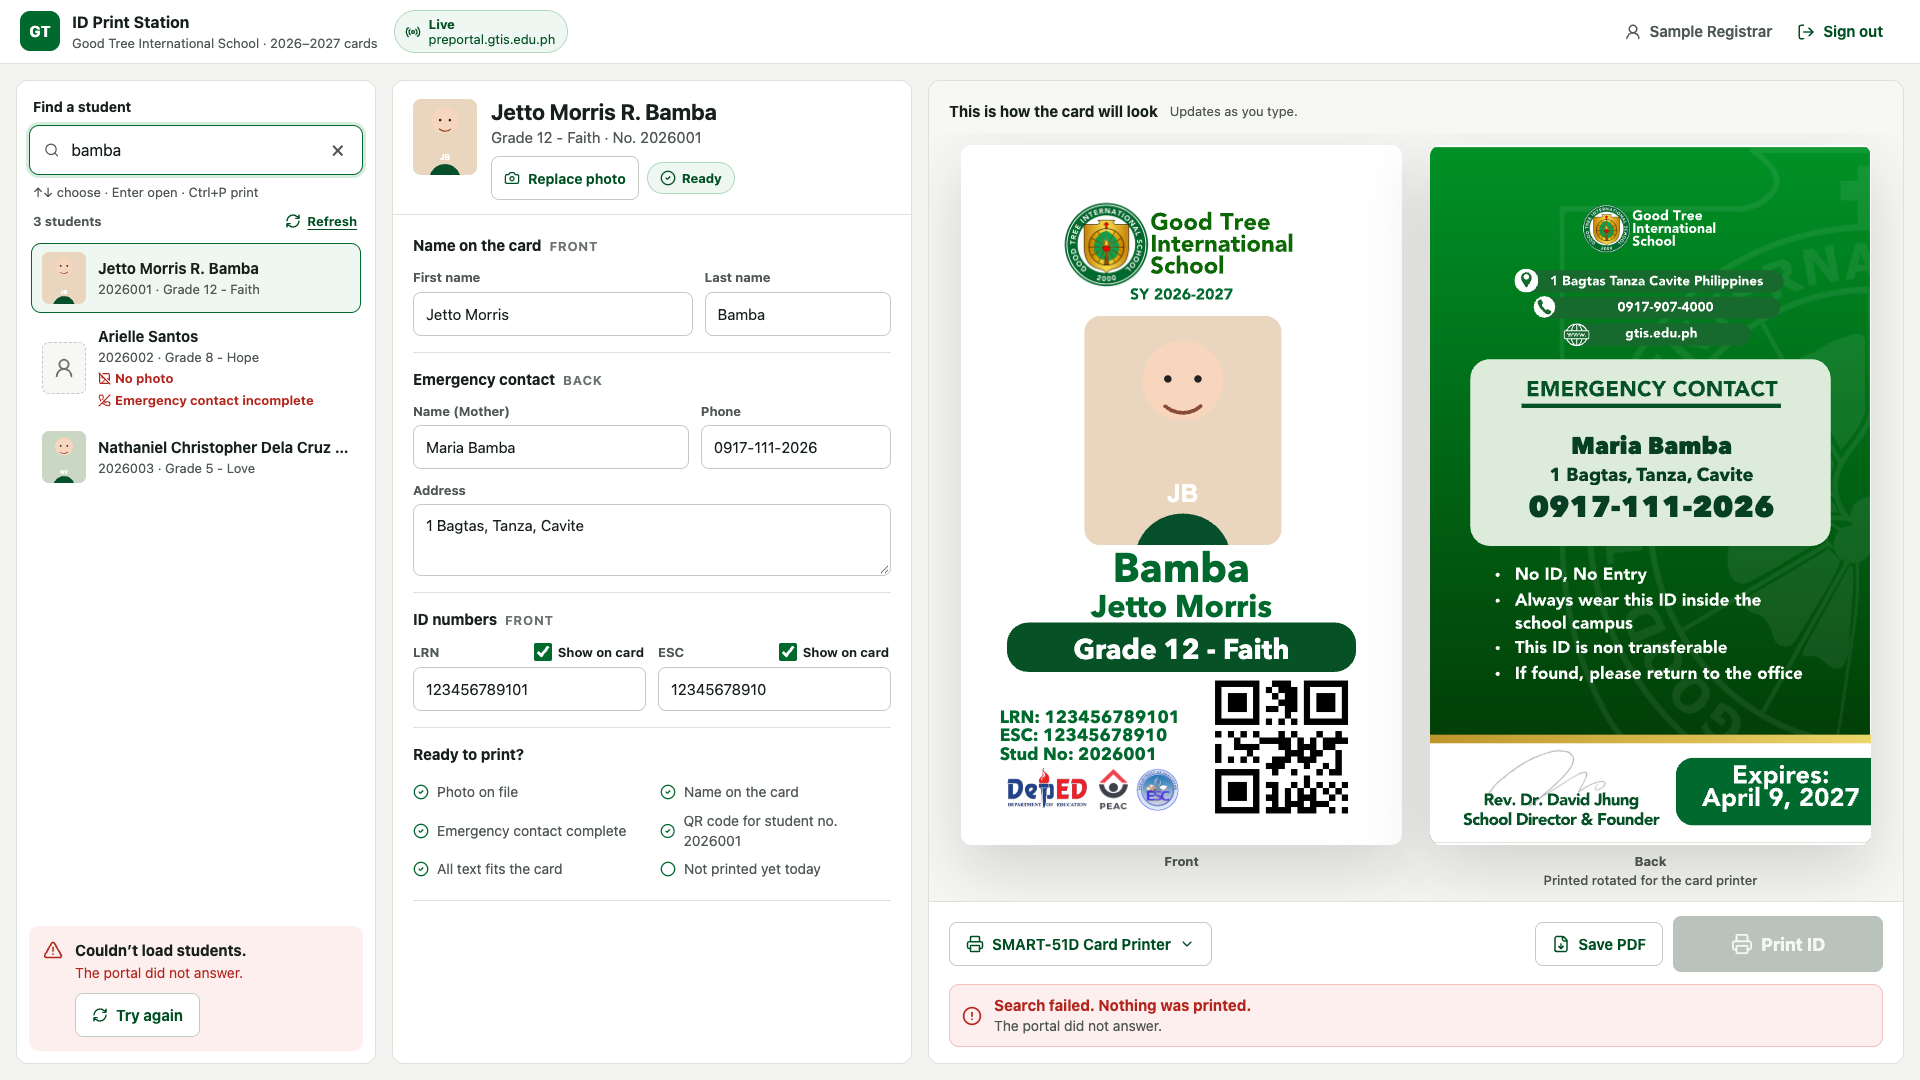 GT
ID Print Station
Good Tree International School · 2026–2027 cards
Live
preportal.gtis.edu.ph
Sample Registrar
Sign out
Find a student
bamba
↑↓ choose · Enter open · Ctrl+P print
3 students
Refresh
Jetto Morris R. Bamba
2026001 · Grade 12 - Faith
Arielle Santos
2026002 · Grade 8 - Hope
No photo
Emergency contact incomplete
Nathaniel Christopher Dela Cruz ...
2026003 · Grade 5 - Love
Couldn’t load students.
The portal did not answer.
Try again
JB
Jetto Morris R. Bamba
Grade 12 - Faith · No. 2026001
Replace photo
Ready
Name on the card FRONT
First name
Last name
Jetto Morris
Bamba
Emergency contact BACK
Name (Mother)
Phone
Maria Bamba
0917-111-2026
Address
1 Bagtas, Tanza, Cavite
ID numbers FRONT
LRN
Show on card
ESC
Show on card
123456789101
12345678910
Ready to print?
Photo on file
Name on the card
Emergency contact complete
QR code for student no. 
2026001
All text fits the card
Not printed yet today
This is how the card will look
Updates as you type.
GOOD TREE INTERNATIONAL SCHOOL
2000
Good Tree
International
School
SY 2026-2027
JB
Bamba
Jetto Morris
Grade 12 - Faith
LRN: 123456789101
ESC: 12345678910
Stud No: 2026001
DepED
DEPARTMENT OF EDUCATION
PEAC
ESC
Front
Good Tree
International
School
1 Bagtas Tanza Cavite Philippines
0917-907-4000
www.
gtis.edu.ph
EMERGENCY CONTACT
Maria Bamba
1 Bagtas, Tanza, Cavite
0917-111-2026
• No ID, No Entry
• Always wear this ID inside the
school campus
• This ID is non transferable
• If found, please return to the office
Rev. Dr. David Jhung
School Director & Founder
Expires:
April 9, 2027
Back
Printed rotated for the card printer
SMART-51D Card Printer
Save PDF
Print ID
Search failed. Nothing was printed.
The portal did not answer.